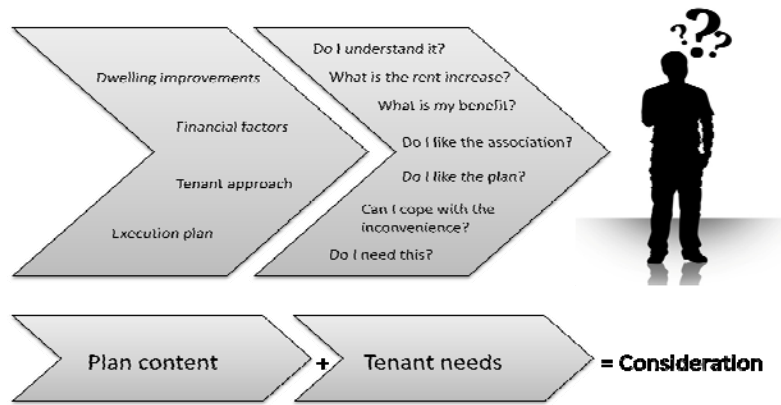 Dwelling improvements
Financial factors
Tenant approach
Execution plan
Do I understand it?
What is the rent increase?
What is my benefit?
Do I like the association?
Do I like the plan?
Can I cope with the
inconvenience?
Do I need this?
???
Plan content + Tenant needs = Consideration